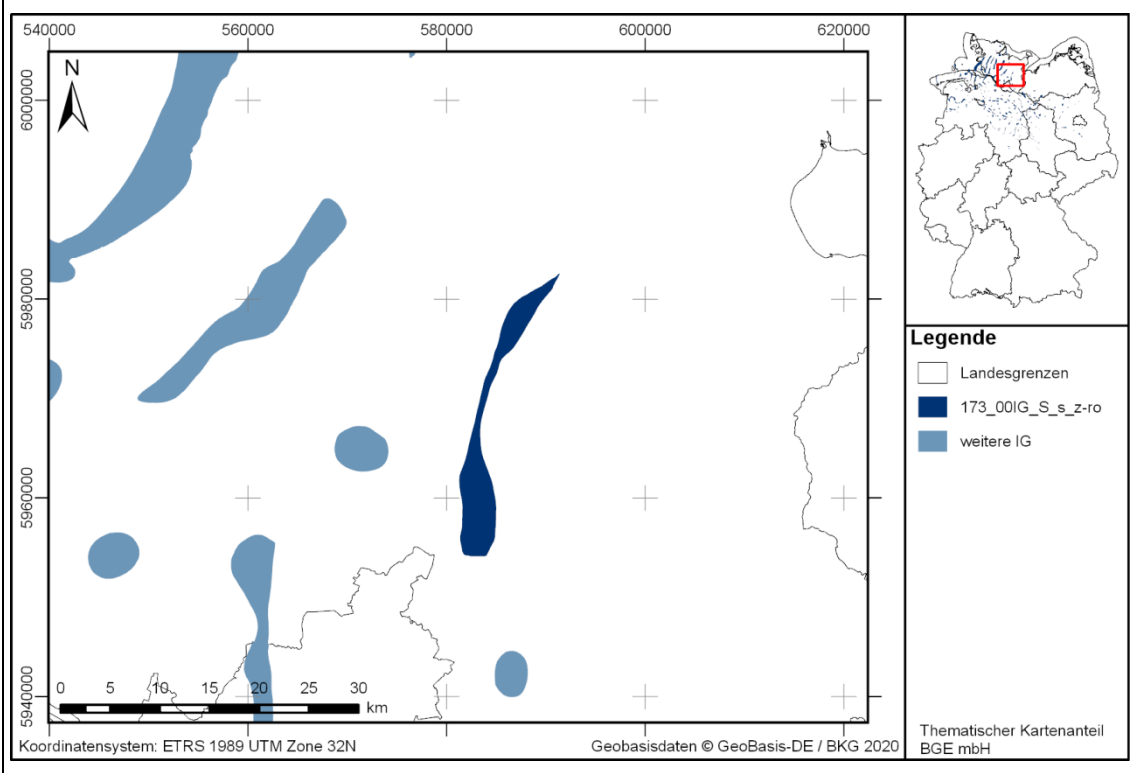 540000 560000 580000 600000 620000
6000000
5980000
5960000
5940000
N
0 5 10 15 20 25 30
km
Koordinatensystem: ETRS 1989 UTM Zone 32N
Geobasisdaten © GeoBasis-DE / BKG 2020
Legende
Landesgrenzen
173_00IG_S_s_z-ro
weitere IG
Thematischer Kartenanteil
BGE mbH